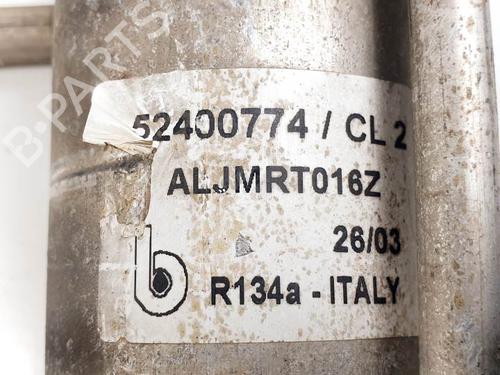 B-PARTS
52400774 / CL 2
ALJMRT016Z
26/03
b
R134a - ITALY